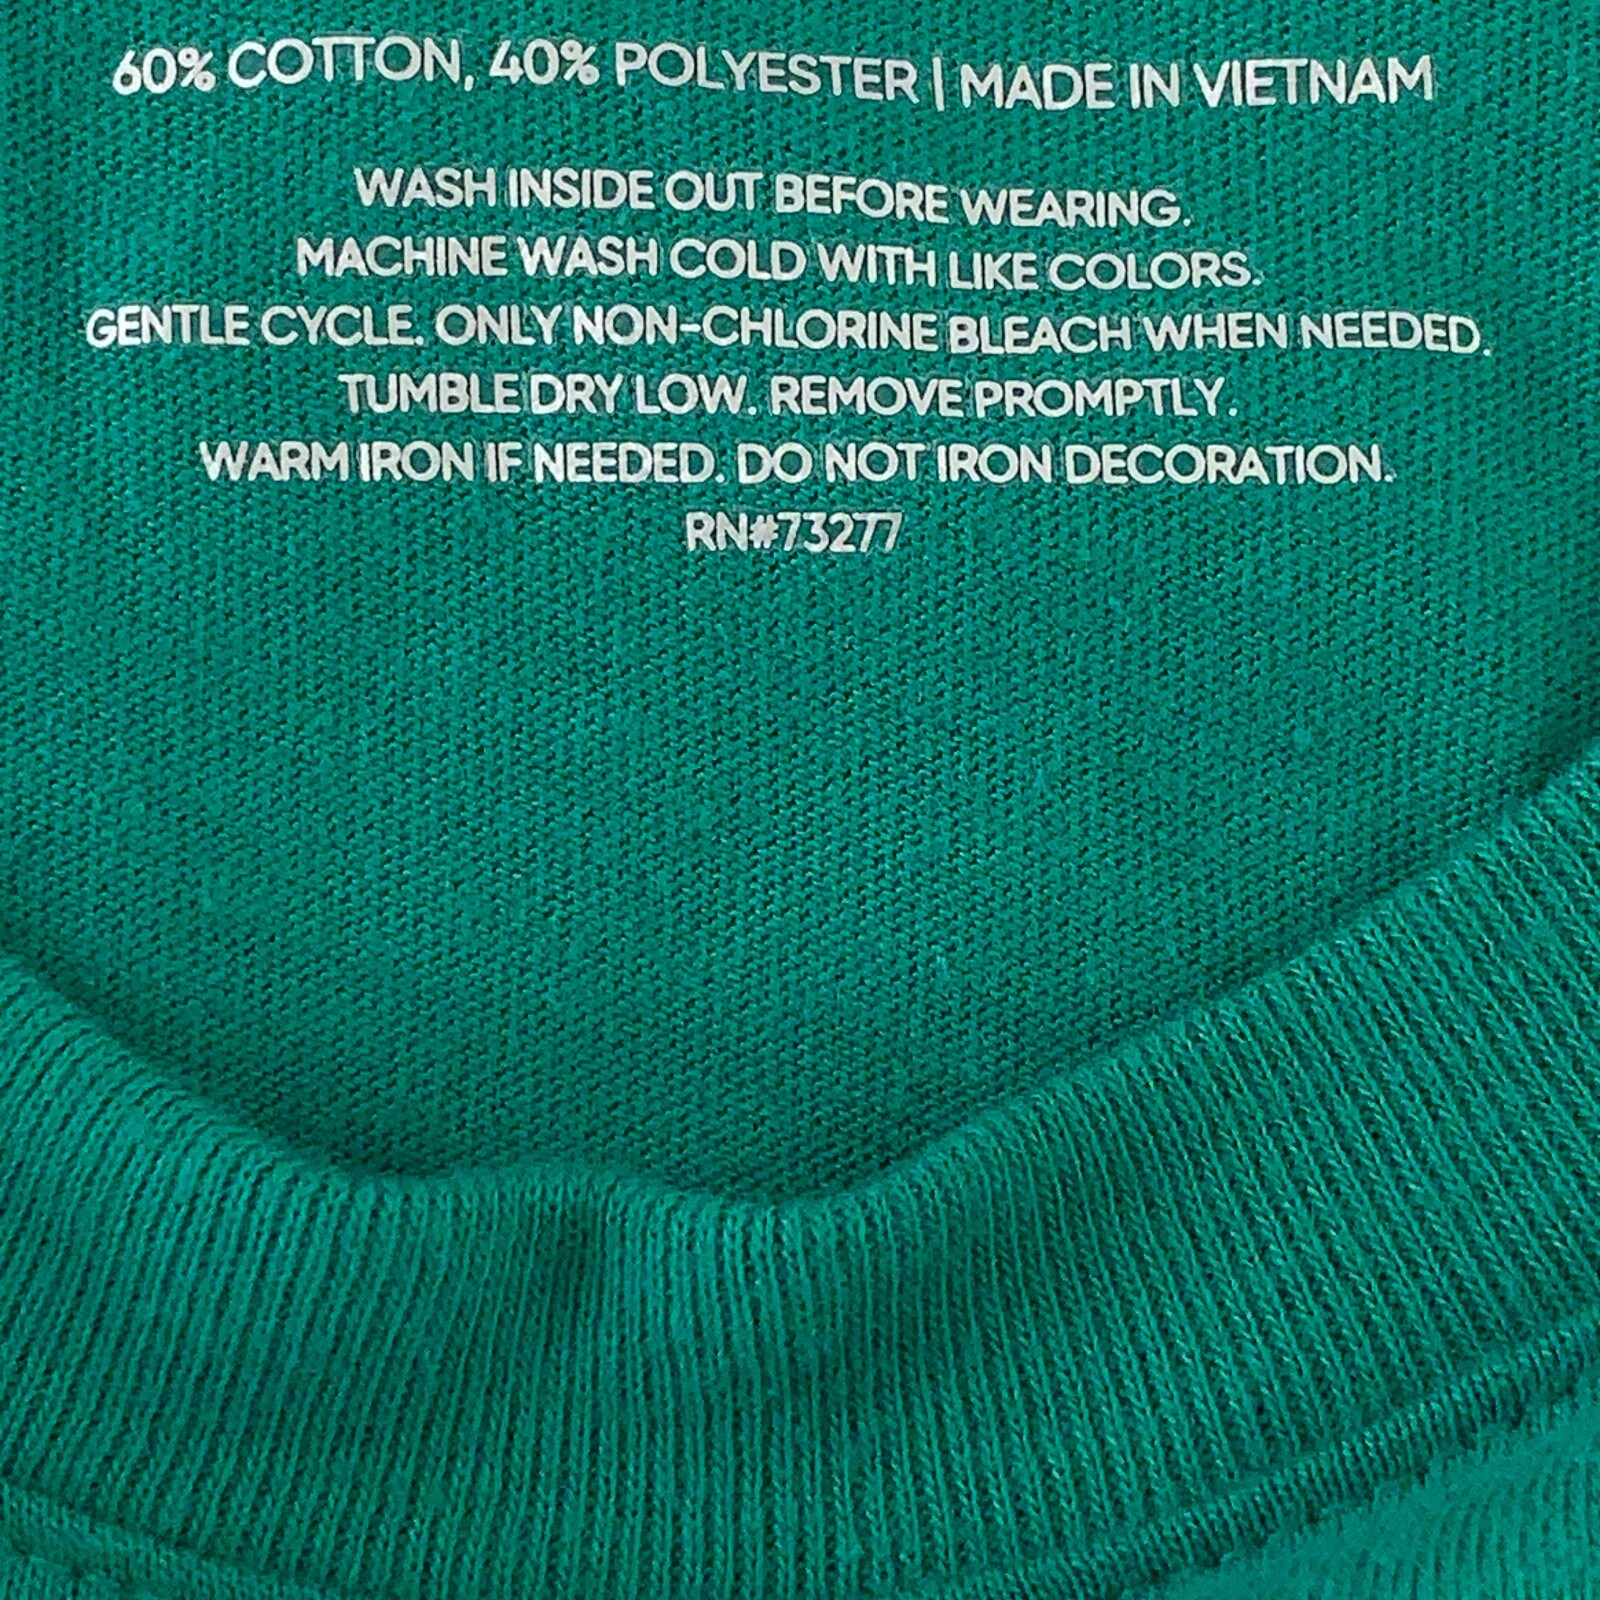 60% COTTON, 40% POLYESTER | MADE IN VIETNAM
WASH INSIDE OUT BEFORE WEARING.
MACHINE WASH COLD WITH LIKE COLORS.
GENTLE CYCLE. ONLY NON-CHLORINE BLEACH WHEN NEEDED.
TUMBLE DRY LOW. REMOVE PROMPTLY.
WARM IRON IF NEEDED. DO NOT IRON DECORATION.
RN#73277